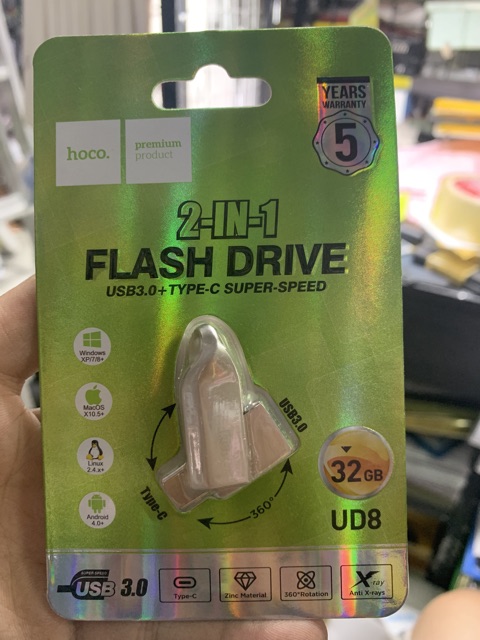 YEARS
WARRANTY
5
hoco.
premium
product
2-IN-1
FLASH DRIVE
USB3.0+TYPE-C SUPER-SPEED
Windows
XP/7/8+
MacOS
X10.5+
Linux
2.4.x+
Android
4.0+
USB3.0
Type-C
360°
32GB
UD8
SUPER-SPEED
USB 3.0
Type-C
Zinc Material
360°Rotation
X-ray
Anti X-rays